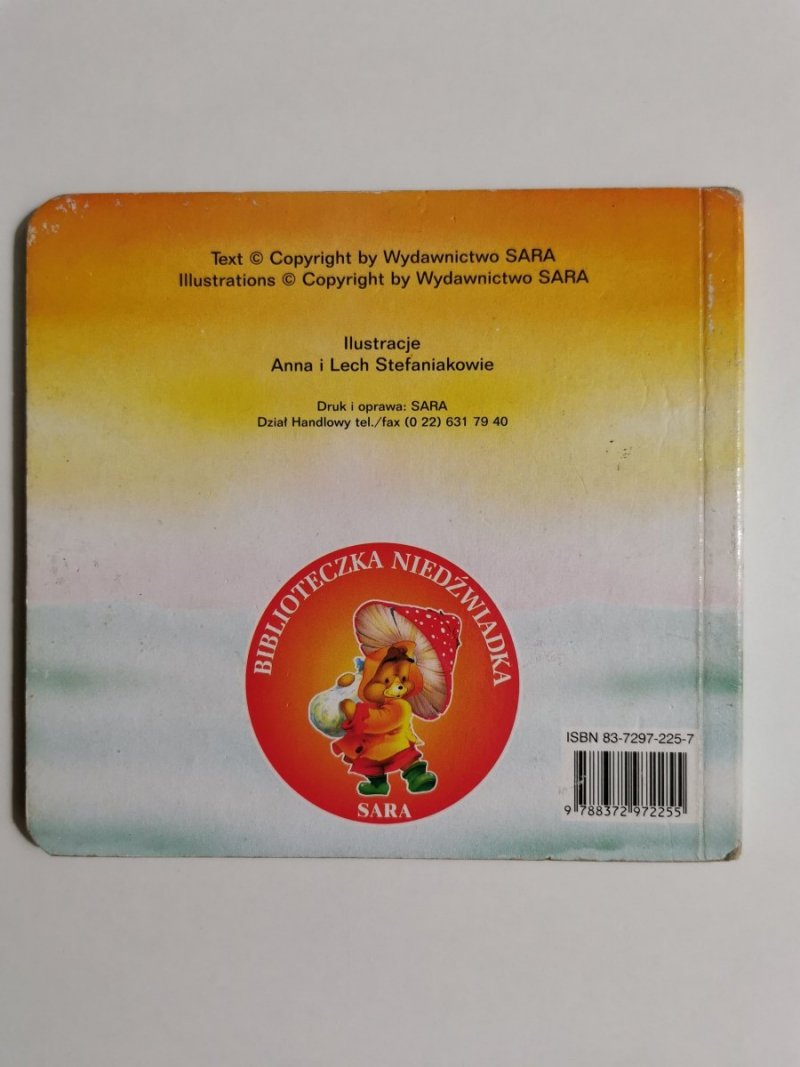 Text © Copyright by Wydawnictwo SARA
Illustrations © Copyright by Wydawnictwo SARA
Ilustracje
Anna i Lech Stefaniakowie
Druk i oprawa: SARA
Dział Handlowy tel./fax (0 22) 631 79 40
BIBLIOTECZKA NIEDŹWIADKA
SARA
ISBN 83-7297-225-7
9 788372 972255